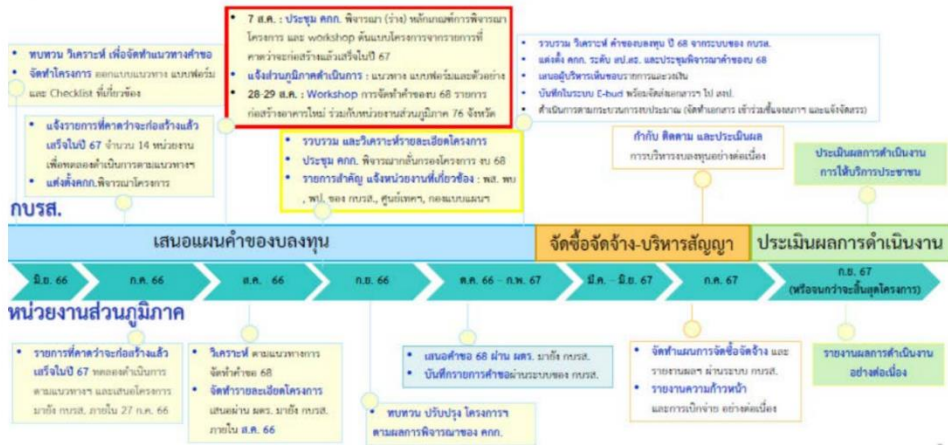 • ทบทวน วิเคราะห์ เพื่อจัดทำแนวทางคำขอ
• จัดทำโครงการ ออกแบบแนวทาง แบบฟอร์ม
และ Checklist ที่เกี่ยวข้อง
• แจ้งรายการที่คาดว่าจะก่อสร้างแล้ว
เสร็จในปี 67 จำนวน 14 หน่วยงาน
เพื่อทดลองดำเนินการตามแนวทางฯ
• แต่งตั้งคกก.พิจารณาโครงการ
• 7 ส.ค. : ประชุม คกก. พิจารณา (ร่าง) หลักเกณฑ์การพิจารณา
โครงการ และ workshop ต้นแบบโครงการจากรายการที่
คาดว่าจะก่อสร้างแล้วเสร็จในปี 67
• แจ้งส่วนภูมิภาคดำเนินการ : แนวทาง แบบฟอร์มและตัวอย่าง
• 28-29 ส.ค. : Workshop การจัดทำคำขอ 68 รายการ
ก่อสร้างอาคารใหม่ ร่วมกับหน่วยงานส่วนภูมิภาค 76 จังหวัด
• รวบรวม และวิเคราะห์รายละเอียดโครงการ
• ประชุม คกก. พิจารณากลั่นกรองโครงการ งบ 68
• รายการสำคัญ แจ้งหน่วยงานที่เกี่ยวข้อง : พส. พบ
, พป. ของ กบรส., ศูนย์เทคฯ, กองแบบแผนฯ
• รวบรวม วิเคราะห์ คำของบลงทุน ปี 68 จากระบบของ กบรส.
• แต่งตั้ง คกก. ระดับ สป.สธ. และประชุมพิจารณาคำของบ 68
• เสนอผู้บริหารเห็นชอบรายการและวงเงิน
• บันทึกในระบบ E-bud พร้อมจัดส่งเอกสารฯ ไป สงป.
• ดำเนินการตามกระบวนการงบประมาณ (จัดทำเอกสาร เข้าร่วมชี้แจงสภาฯ และแจ้งจัดสรร)
กำกับ ติดตาม และประเมินผล
การบริหารงบลงทุนอย่างต่อเนื่อง
ประเมินผลการดำเนินงาน
การให้บริการประชาชน
กบรส.
เสนอแผนคำของบลงทุน
จัดซื้อจัดจ้าง-บริหารสัญญา
ประเมินผลการดำเนินงาน
มิ.ย. 66
ก.ค. 66
ส.ค. 66
ก.ย. 66
ต.ค. 66 – ก.พ. 67
มี.ค. – มิ.ย. 67
ก.ค. 67
ก.ย. 67
(หรือจนกว่าจะสิ้นสุดโครงการ)
หน่วยงานส่วนภูมิภาค
• รายการที่คาดว่าจะก่อสร้างแล้ว
เสร็จในปี 67 ทดลองดำเนินการ
ตามแนวทางฯ และเสนอโครงการ
มายัง กบรส. ภายใน 27 ก.ค. 66
• วิเคราะห์ ตามแนวทางการ
จัดทำคำขอ 68
• จัดทำรายละเอียดโครงการ
เสนอผ่าน ผตร. มายัง กบรส.
ภายใน ส.ค. 66
• ทบทวน ปรับปรุง โครงการฯ
ตามผลการพิจารณาของ คกก.
• เสนอคำขอ 68 ผ่าน ผตร. มายัง กบรส.
• บันทึกรายการคำขอผ่านระบบของ กบรส.
• จัดทำแผนการจัดซื้อจัดจ้าง และ
รายงานผลฯ ผ่านระบบ กบรส.
• รายงานความก้าวหน้า
และการเบิกจ่าย อย่างต่อเนื่อง
รายงานผลการดำเนินงาน
อย่างต่อเนื่อง